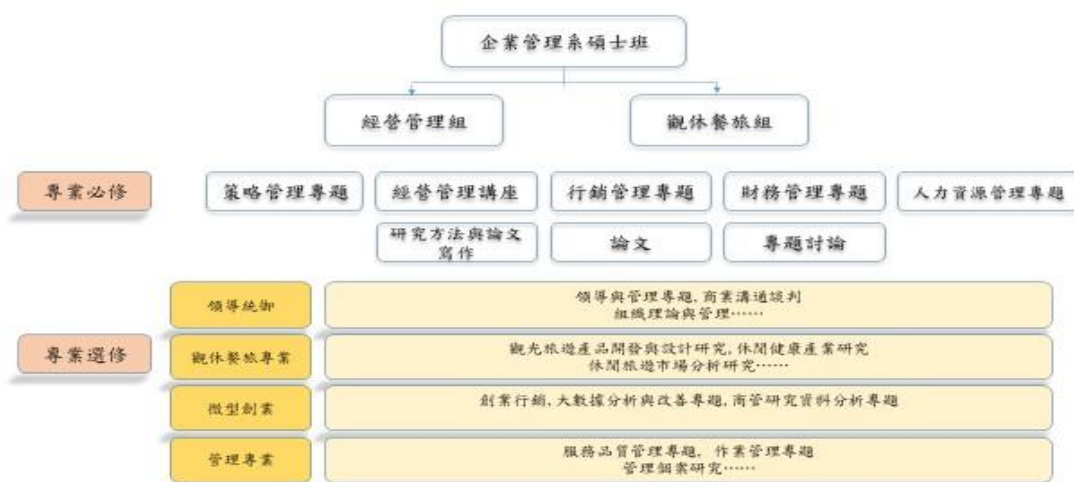 企業管理系碩士班
經營管理組
觀休餐旅組
專業必修
策略管理專題
經營管理講座
行銷管理專題
財務管理專題
人力資源管理專題
研究方法與論文
寫作
論文
專題討論
專業選修
領導統御
領導與管理專題,商業溝通談判
組織理論與管理……
觀休餐旅專業
觀光旅遊產品開發與設計研究,休閒健康產業研究
休閒旅遊市場分析研究……
微型創業
創業行銷,大數據分析與改善專題,商管研究資料分析專題
管理專業
服務品質管理專題, 作業管理專題
管理個案研究……